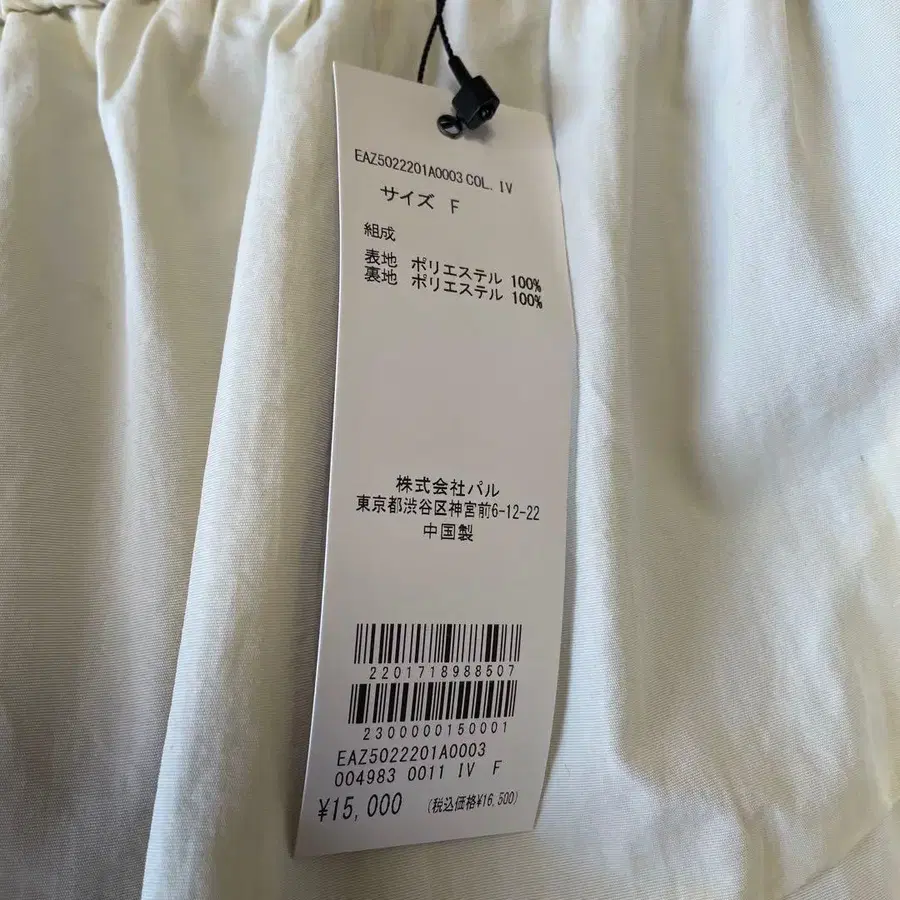 EAZ5022201A0003 COL. IV
サイズ F
組成
表地 ポリエステル 100%
裏地 ポリエステル 100%
株式会社パル
東京都渋谷区神宮前6-12-22
中国製
2201718988507
2300000150001
EAZ5022201A0003
004983 0011 IV F
¥15,000 (税込価格¥16,500)